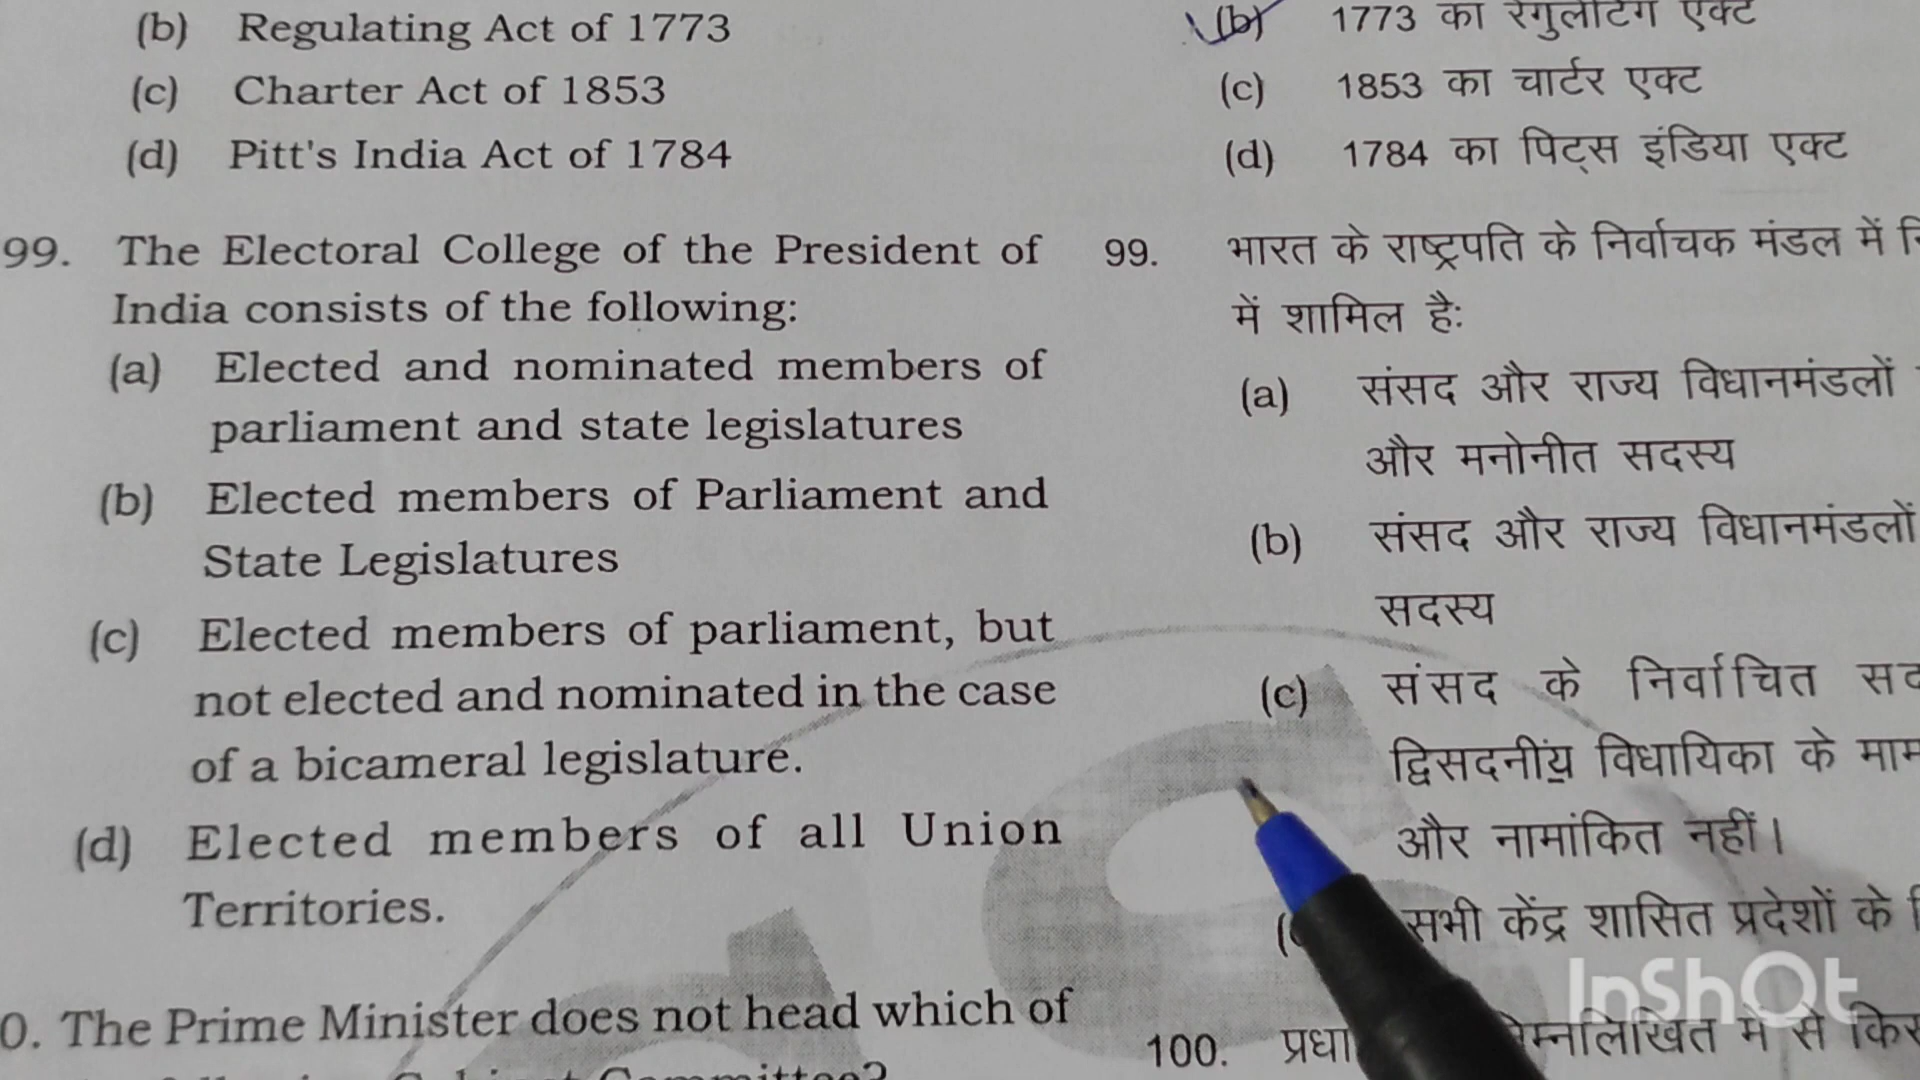 (b) Regulating Act of 1773
(c) Charter Act of 1853
(d) Pitt's India Act of 1784
99. The Electoral College of the President of
India consists of the following:
(a) Elected and nominated members of
parliament and state legislatures
(b) Elected members of Parliament and
State Legislatures
(c) Elected members of parliament, but
not elected and nominated in the case
of a bicameral legislature.
(d) Elected members of all Union
Territories.
0. The Prime Minister does not head which of
(b) 1773 का रेगुलेटिंग एक्ट
(c) 1853 का चार्टर एक्ट
(d) 1784 का पिट्स इंडिया एक्ट
99. भारत के राष्ट्रपति के निर्वाचक मंडल में
में शामिल है:
(a) संसद और राज्य विधानमंडलों
और मनोनीत सदस्य
(b) संसद और राज्य विधानमंडलों
सदस्य
(c) संसद के निर्वाचित
द्विसदनीय विधायिका के
और नामांकित नहीं।
सभी केंद्र शासित प्रदेशों के
100.
में से
InShOt